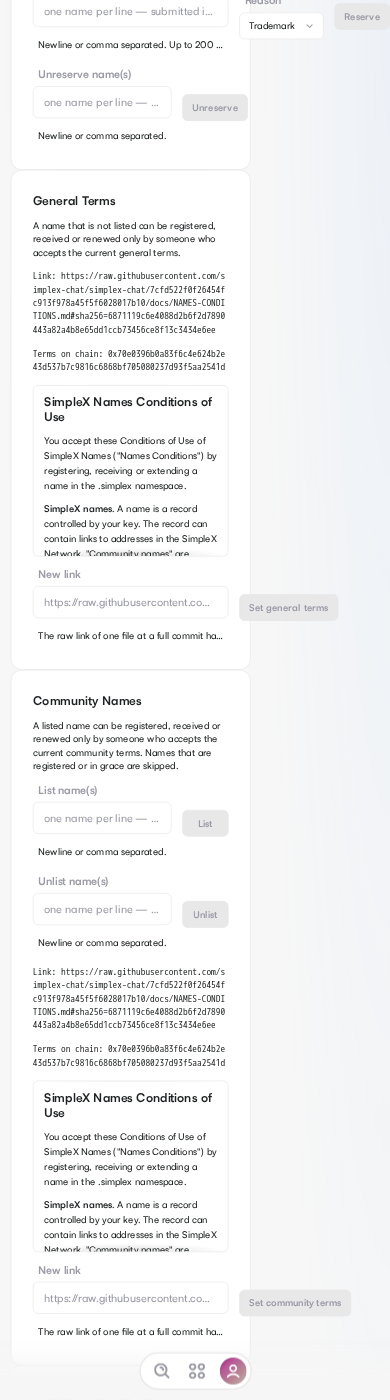 Reason
one name per line — submitted i...
Trademark
Reserve
Newline or comma separated. Up to 200 ...
Unreserve name(s)
one name per line — ...
Unreserve
Newline or comma separated.
General Terms
A name that is not listed can be registered,
received or renewed only by someone who
accepts the current general terms.
Link: https://raw.githubusercontent.com/s
implex-chat/simplex-chat/7cfd522f0f26454f
c913f978a45f5f6028017b10/docs/NAMES-CONDI
TIONS.md#sha256=6871119c6e4088d2b6f2d7890
443a82a4b8e65dd1ccb73456ce8f13c3434e6ee
Terms on chain: 0x70e0396b0a83f6c4e624b2e
43d537b7c9816c6868bf705080237d93f5aa2541d
SimpleX Names Conditions of
Use
You accept these Conditions of Use of
SimpleX Names ("Names Conditions") by
registering, receiving or extending a
name in the .simplex namespace.
SimpleX names. A name is a record
controlled by your key. The record can
contain links to addresses in the SimpleX
Network. "Community names" are
New link
https://raw.githubusercontent.co...
Set general terms
The raw link of one file at a full commit ha...
Community Names
A listed name can be registered, received or
renewed only by someone who accepts the
current community terms. Names that are
registered or in grace are skipped.
List name(s)
one name per line — ...
List
Newline or comma separated.
Unlist name(s)
one name per line — ...
Unlist
Newline or comma separated.
Link: https://raw.githubusercontent.com/s
implex-chat/simplex-chat/7cfd522f0f26454f
c913f978a45f5f6028017b10/docs/NAMES-CONDI
TIONS.md#sha256=6871119c6e4088d2b6f2d7890
443a82a4b8e65dd1ccb73456ce8f13c3434e6ee
Terms on chain: 0x70e0396b0a83f6c4e624b2e
43d537b7c9816c6868bf705080237d93f5aa2541d
SimpleX Names Conditions of
Use
You accept these Conditions of Use of
SimpleX Names ("Names Conditions") by
registering, receiving or extending a
name in the .simplex namespace.
SimpleX names. A name is a record
controlled by your key. The record can
contain links to addresses in the SimpleX
Network. "Community names" are
New link
https://raw.githubusercontent.co...
Set community terms
The raw link of one file at a full commit ha...